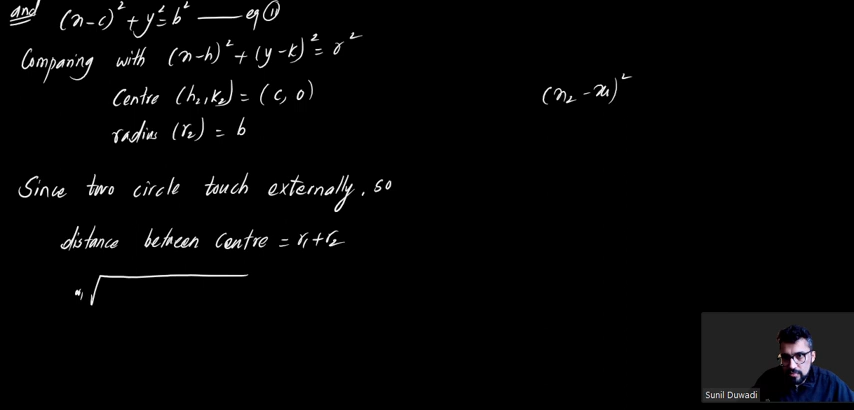 and (x-c)² + y² = b² —— eq (11)
Comparing with (x-h)² + (y-k)² = r²
Centre (h₂, k₂) = (c, 0)
(x₂ - x₁)²
radius (r₂) = b
Since two circle touch externally, so
distance between centre = r₁ + r₂
√
Sunil Duwadi